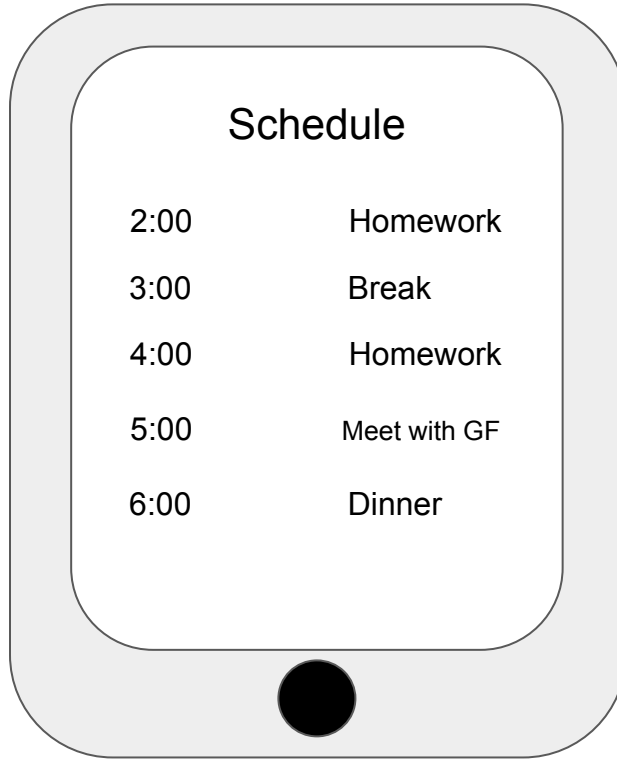 Schedule
2:00 Homework
3:00 Break
4:00 Homework
5:00 Meet with GF
6:00 Dinner